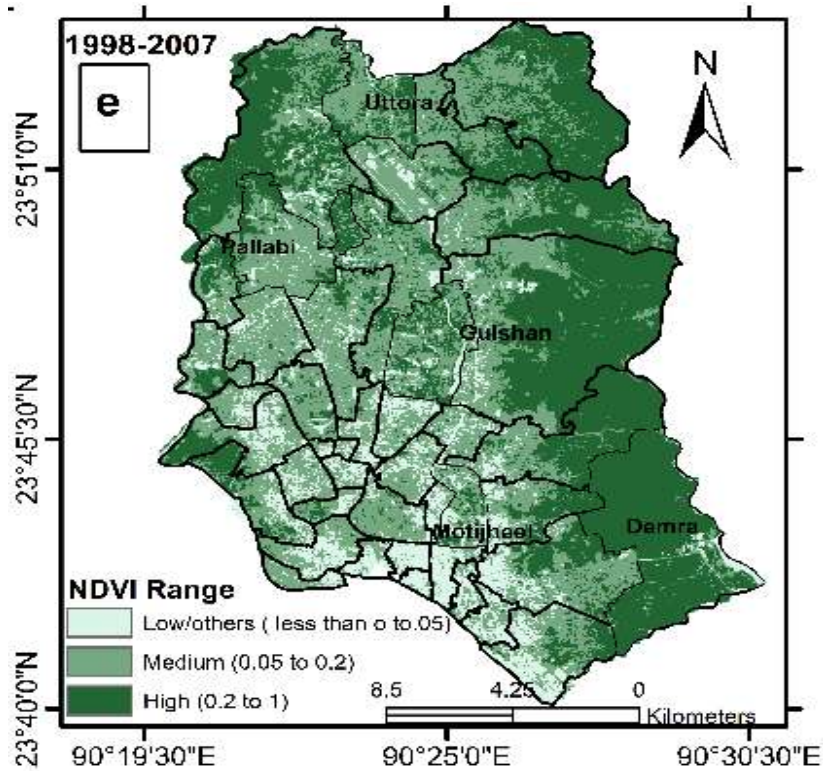 1998-2007
e
N
Uttora
Pallabi
Gulshan
Motijheel
Demra
NDVI Range
Low/others ( less than o to.05)
Medium (0.05 to 0.2)
High (0.2 to 1)
8.5 4.25 0
Kilometers
23°51'0"N
23°45'30"N
23°40'0"N
90°19'30"E 90°25'0"E 90°30'30"E